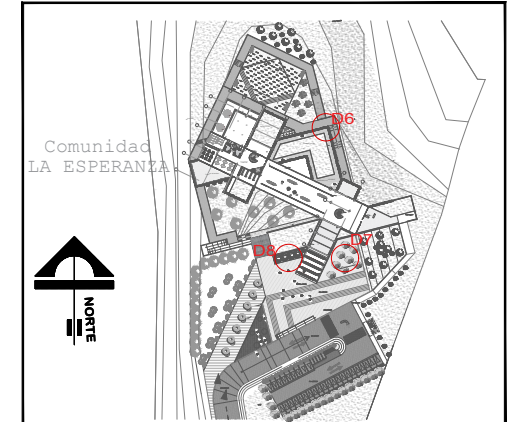 D6
Comunidad
LA ESPERANZA
D7
D8
NORTE